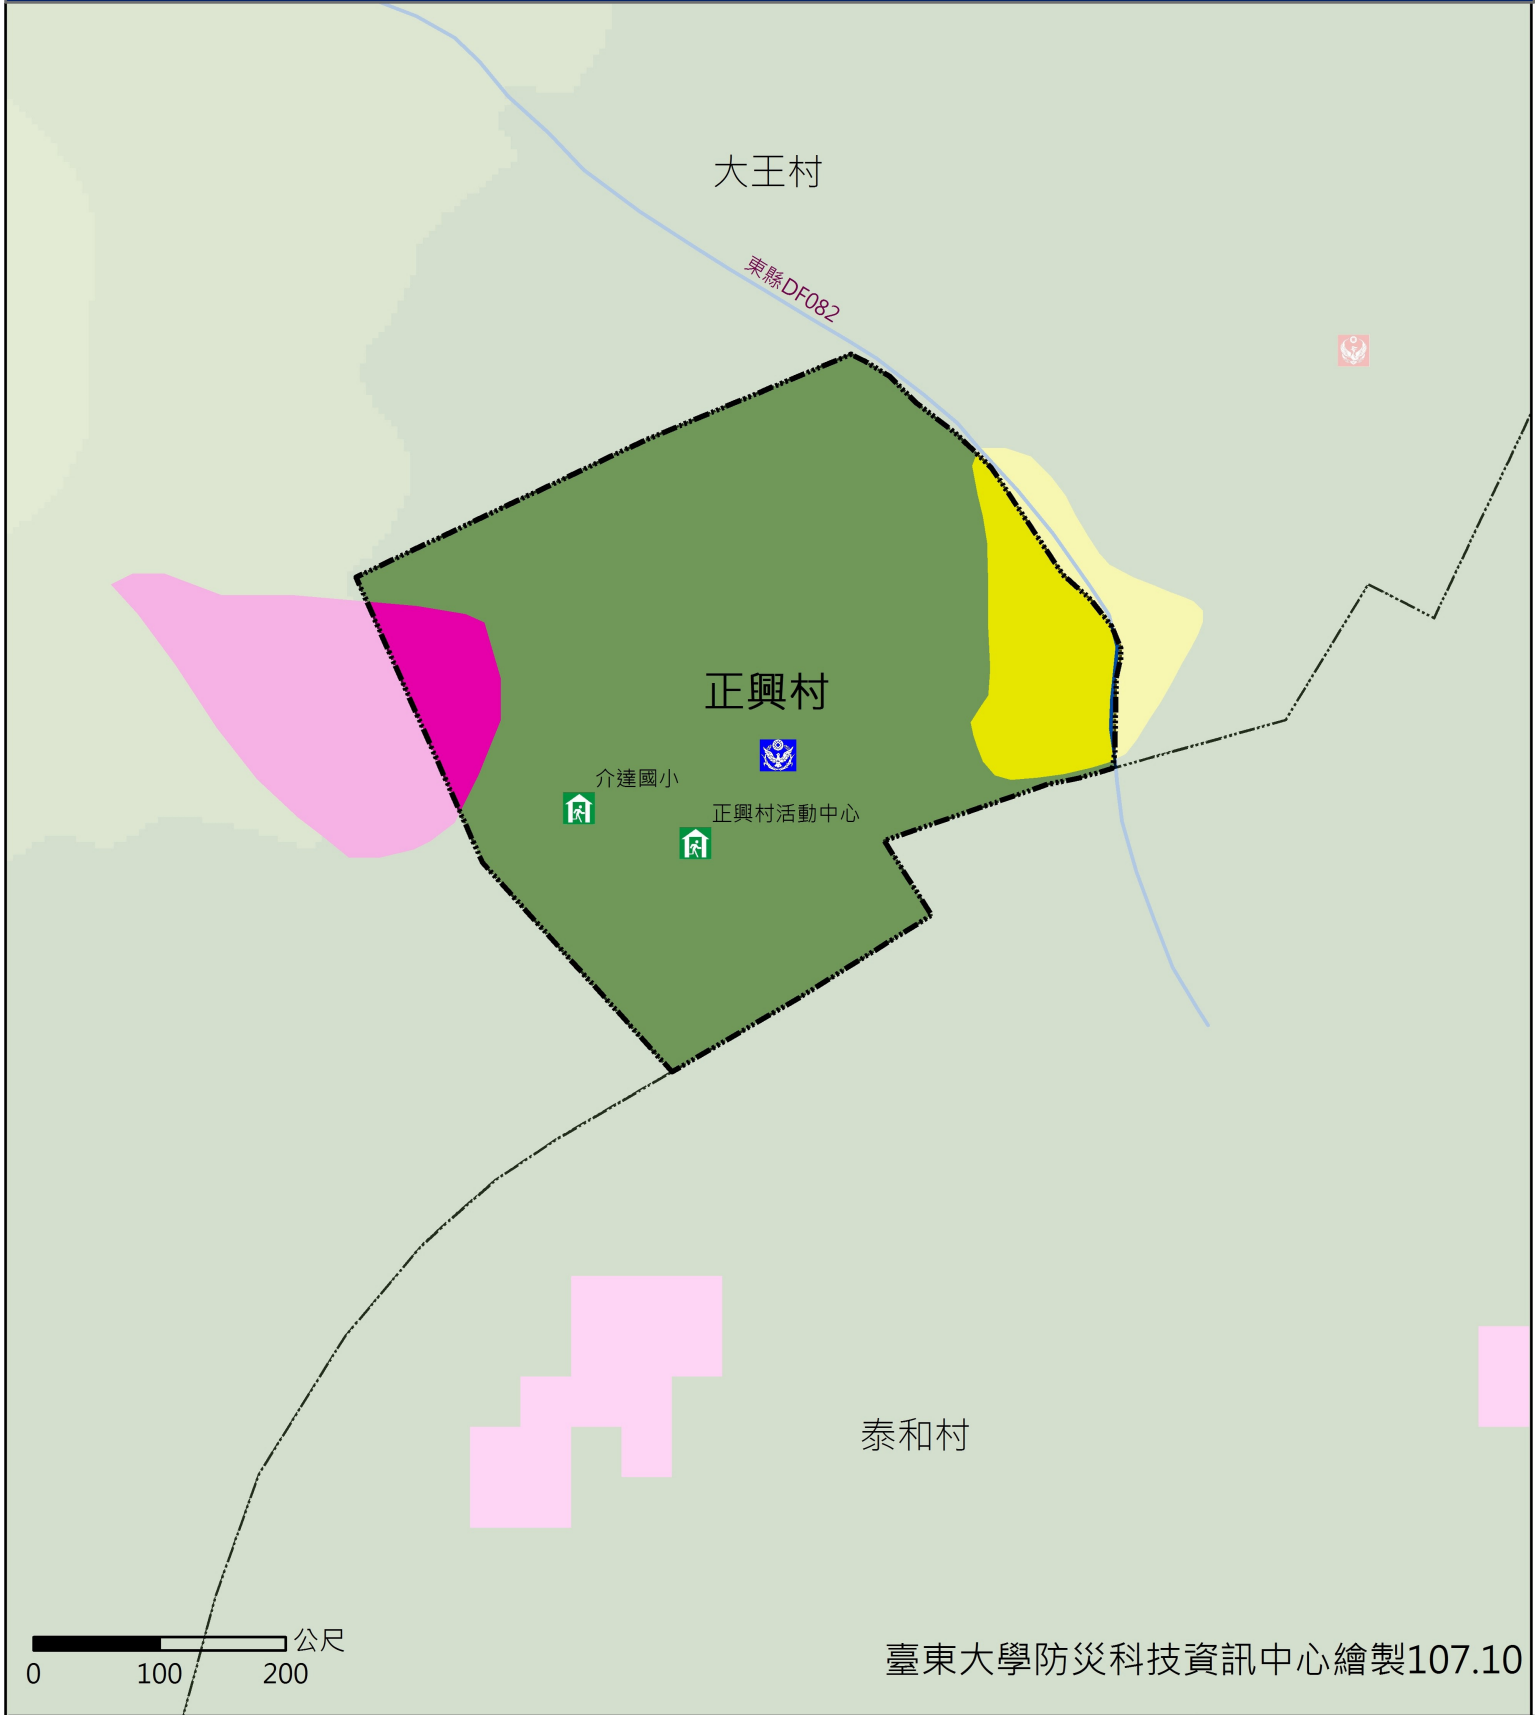 大王村
東縣DF082
正興村
介達國小
正興村活動中心
泰和村
公尺
0 100 200
臺東大學防災科技資訊中心繪製107.10